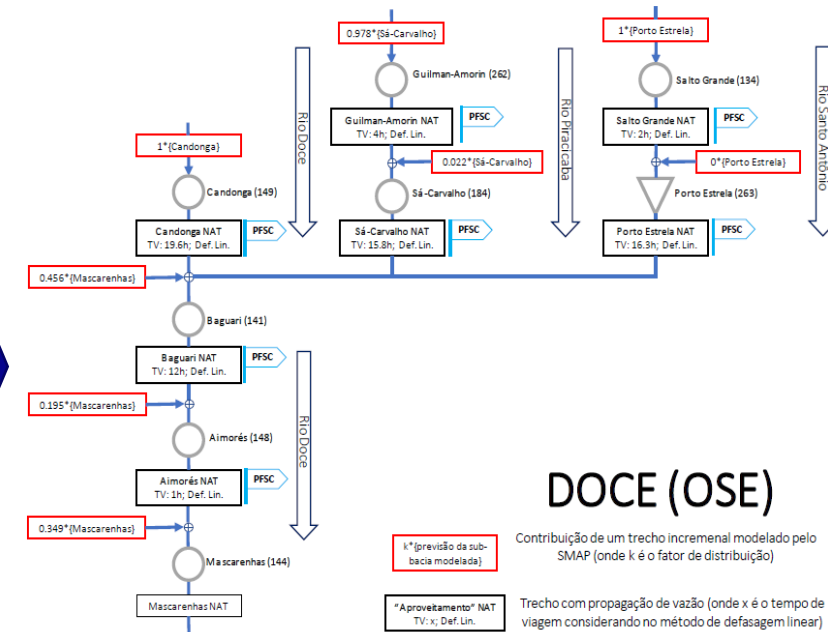 0.978*{Sá-Carvalho}
Guilman-Amorin (262)
Guilman-Amorin NAT
TV: 4h; Def. Lin.
PFSC
0.022*{Sá-Carvalho}
Sá-Carvalho (184)
Sá-Carvalho NAT
TV: 15.8h; Def. Lin.
PFSC
Rio Piracicaba
1*{Porto Estrela}
Salto Grande (134)
Salto Grande NAT
TV: 2h; Def. Lin.
PFSC
0*{Porto Estrela}
Porto Estrela (263)
Porto Estrela NAT
TV: 16.3h; Def. Lin.
PFSC
Rio Santo Antônio
1*{Candonga}
Candonga (149)
Candonga NAT
TV: 19.6h; Def. Lin.
PFSC
Rio Doce
0.456*{Mascarenhas}
Baguari (141)
Baguari NAT
TV: 12h; Def. Lin.
PFSC
0.195*{Mascarenhas}
Aimorés (148)
Aimorés NAT
TV: 1h; Def. Lin.
PFSC
Rio Doce
0.349*{Mascarenhas}
Mascarenhas (144)
Mascarenhas NAT
DOCE (OSE)
k*{previsão da sub-
bacia modelada}
Contribuição de um trecho incremenal modelado pelo
SMAP (onde k é o fator de distribuição)
"Aproveitamento" NAT
TV: x; Def. Lin.
Trecho com propagação de vazão (onde x é o tempo de
viagem considerando no método de defasagem linear)